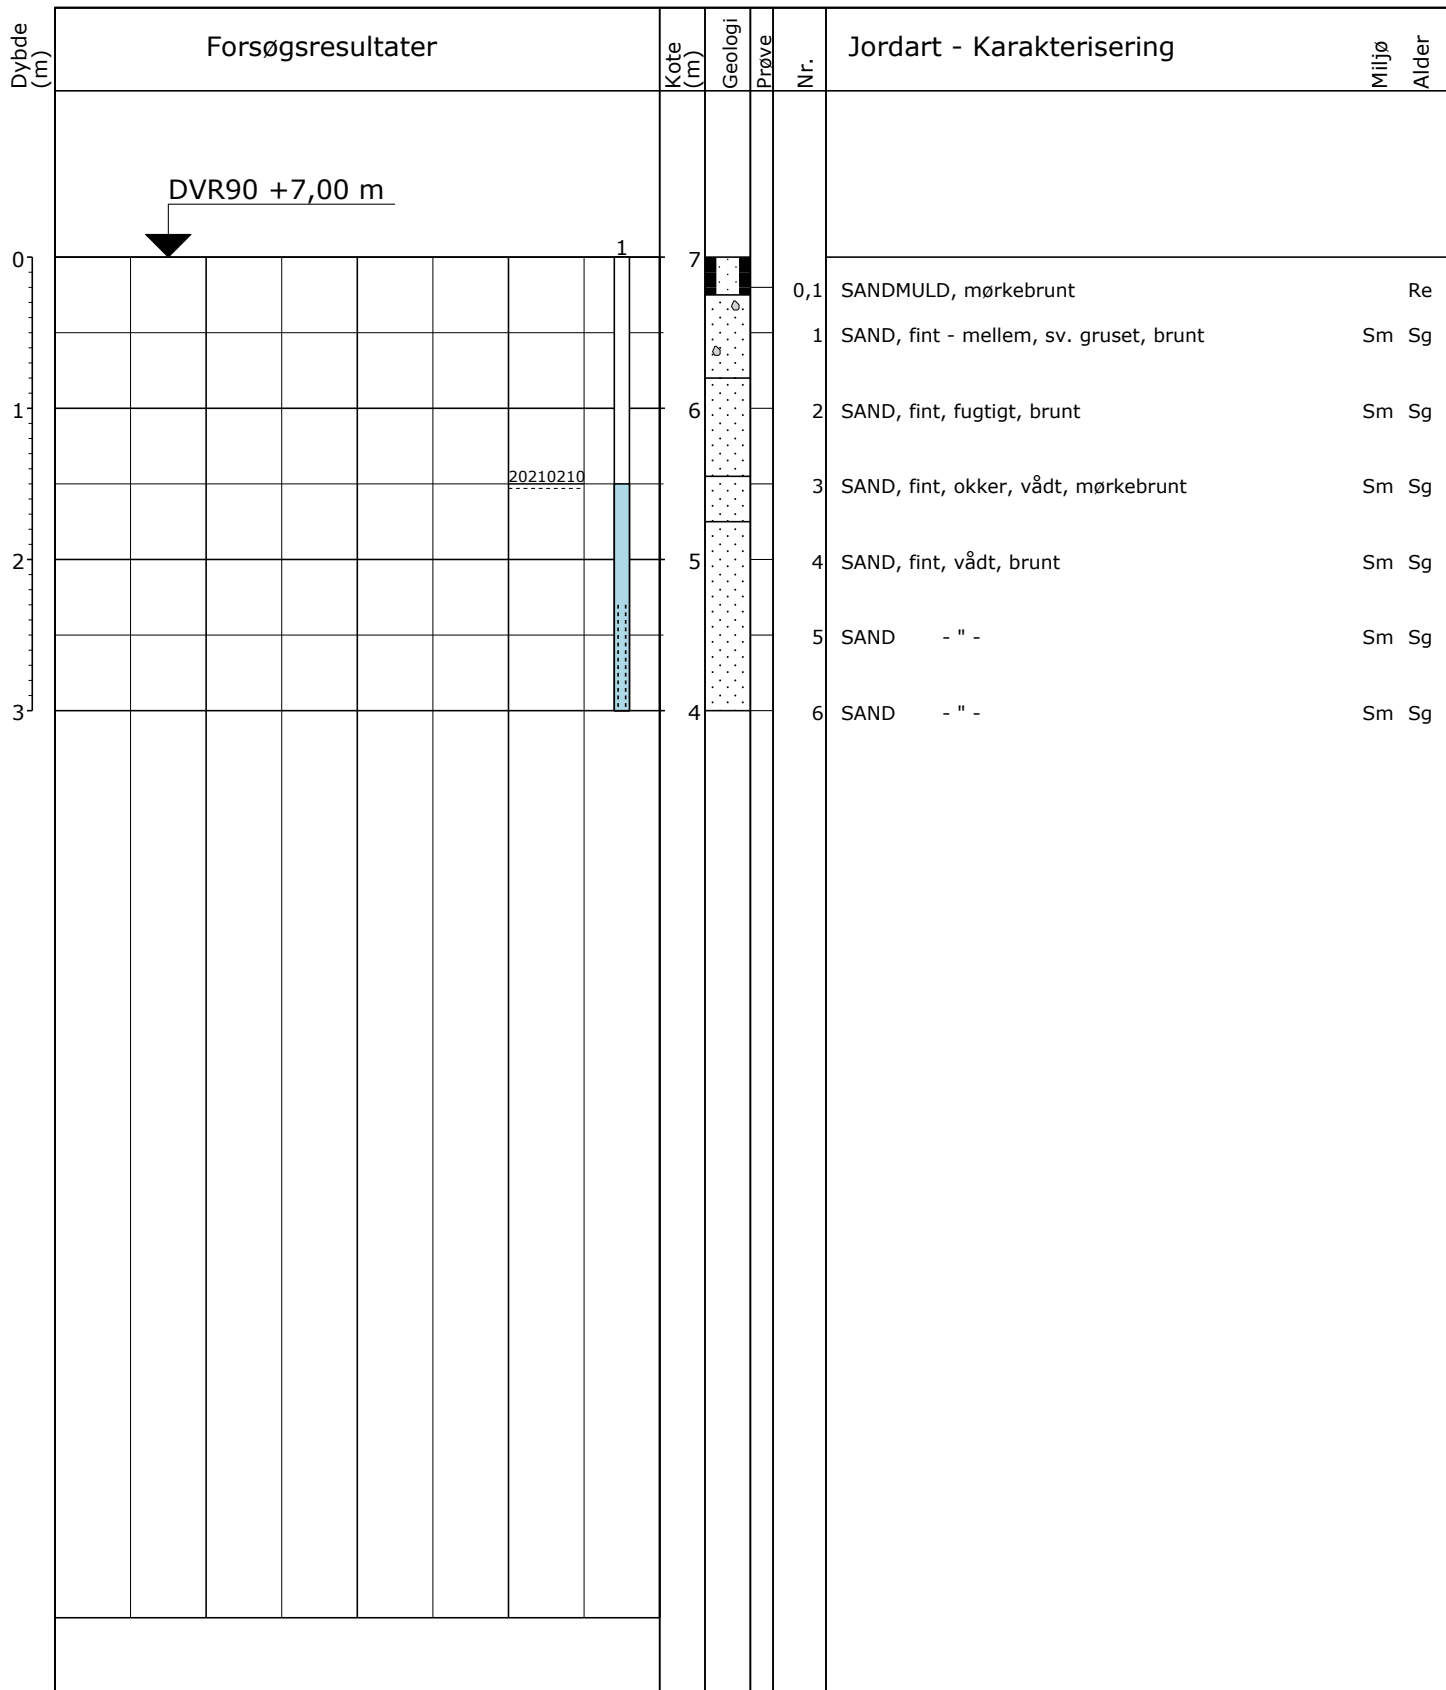 Dybde (m) Forsøgsresultater Kote (m) Geologi Prøve Nr. Jordart - Karakterisering Miljø Alder
DVR90 +7,00 m
1
0 7
0,1 SANDMULD, mørkebrunt Re
1 SAND, fint - mellem, sv. gruset, brunt Sm Sg
1 6 2 SAND, fint, fugtigt, brunt Sm Sg
20210210
3 SAND, fint, okker, vådt, mørkebrunt Sm Sg
2 5 4 SAND, fint, vådt, brunt Sm Sg
5 SAND - " - Sm Sg
3 4 6 SAND - " - Sm Sg